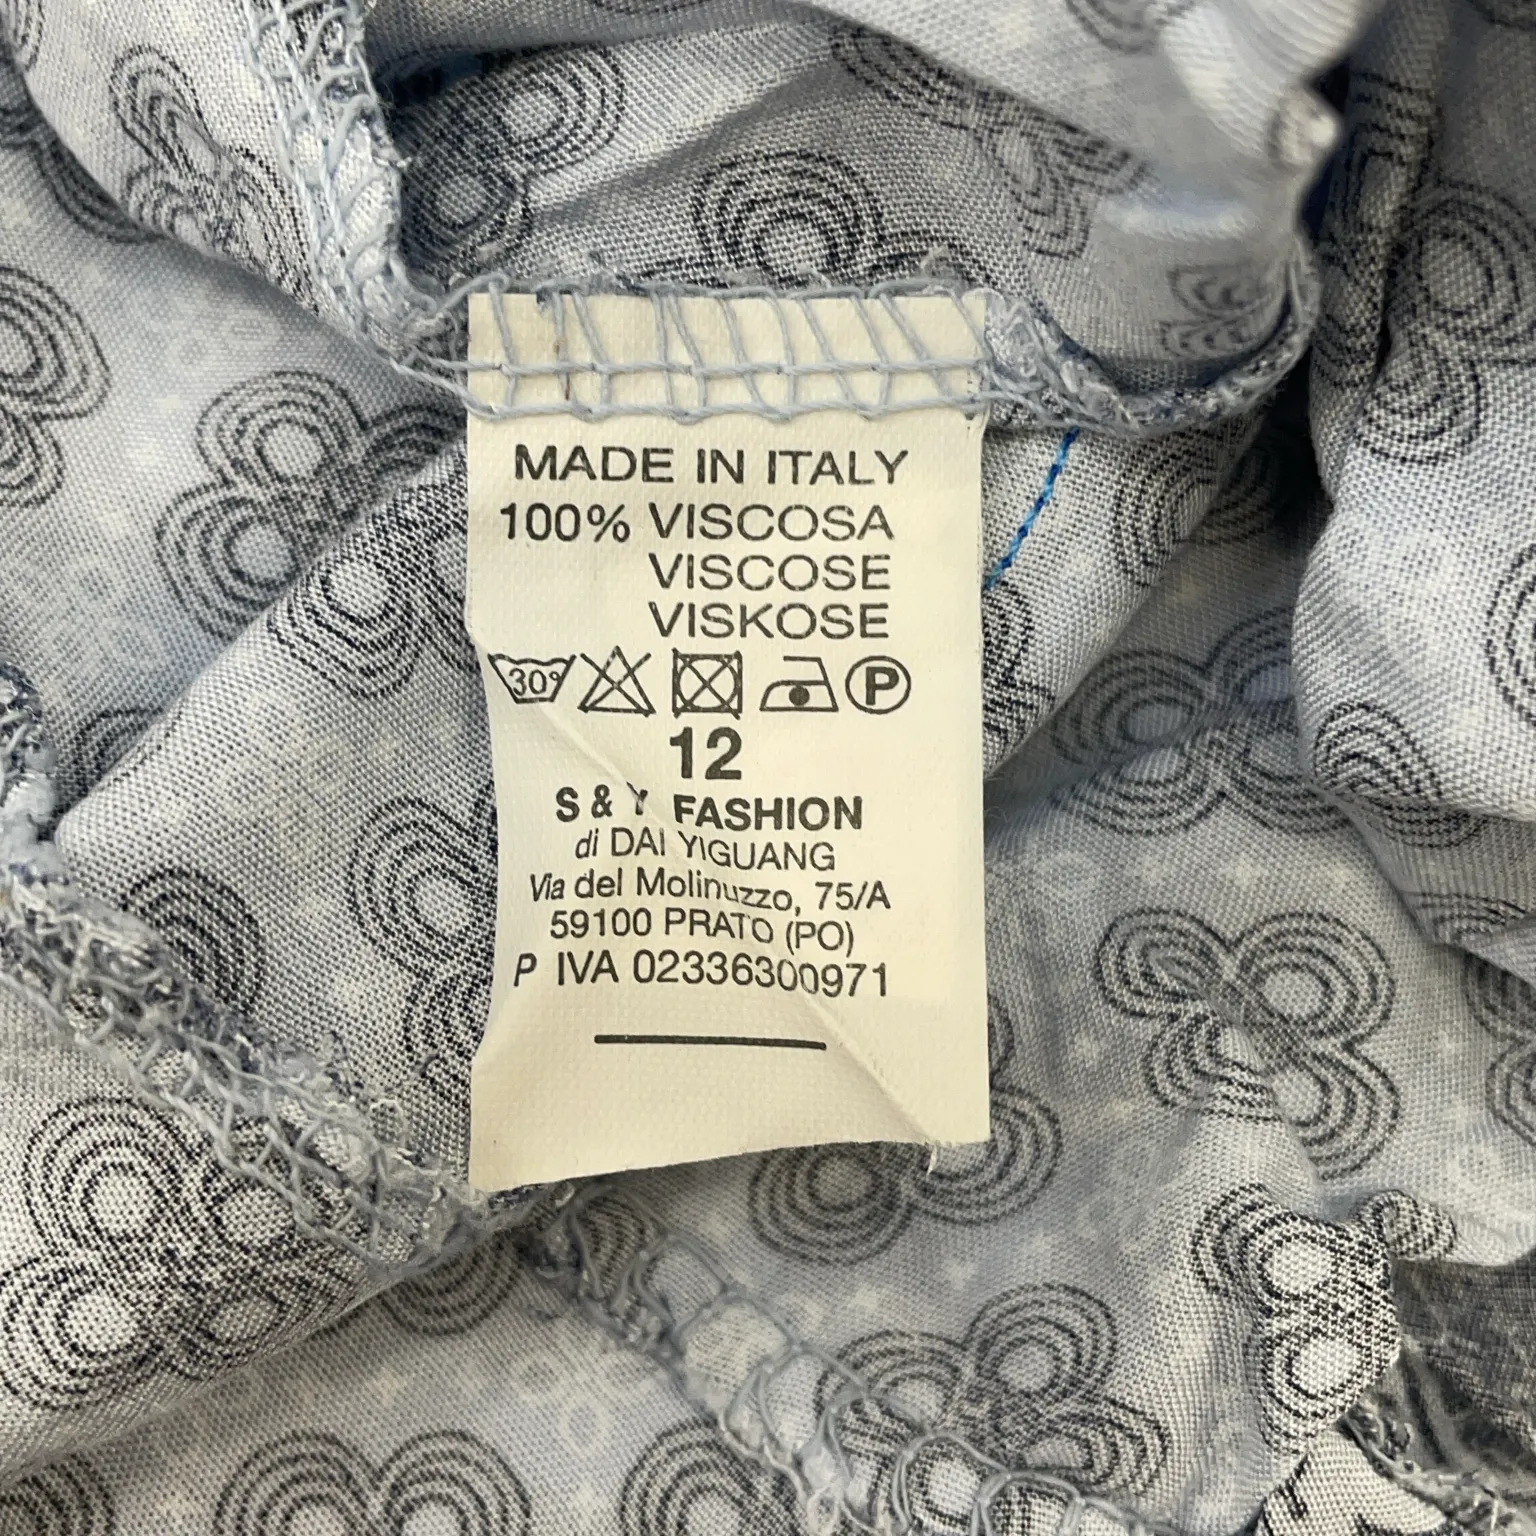 MADE IN ITALY
100% VISCOSA
VISCOSE
VISKOSE
30°
P
12
S & Y FASHION
di DAI YIGUANG
Via del Molinuzzo, 75/A
59100 PRATO (PO)
P IVA 02336300971